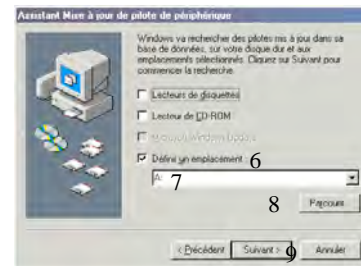 Assistant Mise à jour de pilote de périphérique
Windows va rechercher des pilotes mis à jour dans sa
base de données, sur votre disque dur et aux
emplacements sélectionnés. Cliquez sur Suivant pour
commencer la recherche.
Lecteurs de disquettes
Lecteur de CD-ROM
Microsoft Windows Update
Définir un emplacement : 6
A: 7
8 Parcourir
< Précédent Suivant > 9 Annuler